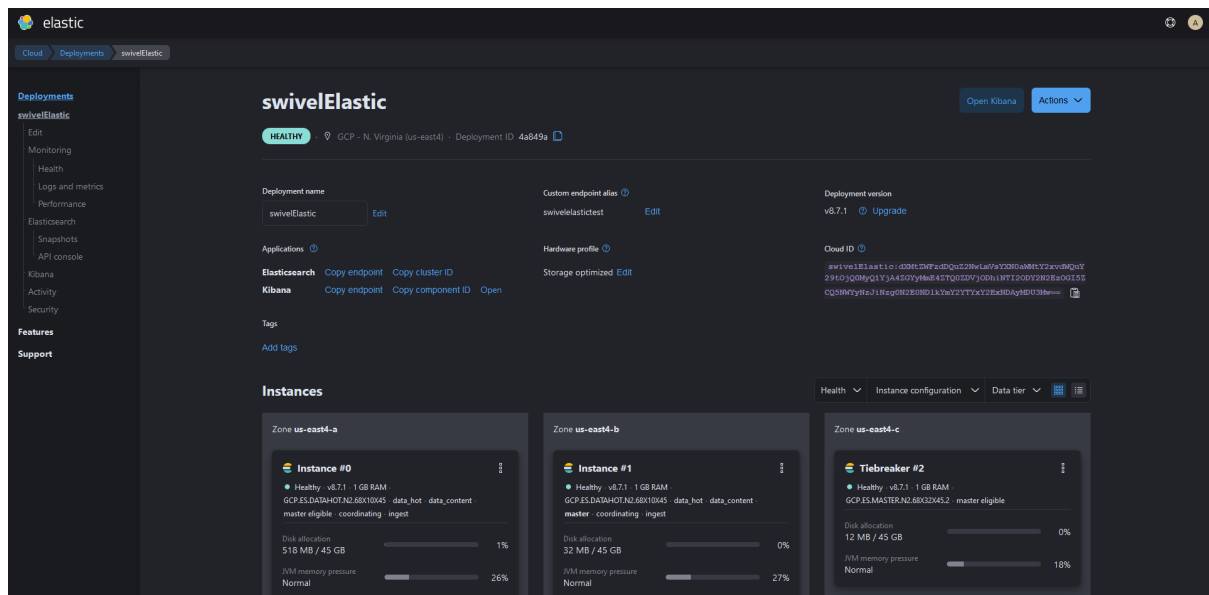 elastic
A
Cloud
Deployments
swivelElastic
Deployments
swivelElastic
Edit
Monitoring
Health
Logs and metrics
Performance
Elasticsearch
Snapshots
API console
Kibana
Activity
Security
Features
Support
swivelElastic
Open Kibana
Actions
HEALTHY · GCP - N. Virginia (us-east4) · Deployment ID 4a849a
Deployment name
swivelElastic Edit
Custom endpoint alias
swivelelastictest Edit
Deployment version
v8.7.1 Upgrade
Applications
Elasticsearch Copy endpoint Copy cluster ID
Kibana Copy endpoint Copy component ID Open
Hardware profile
Storage optimized Edit
Cloud ID
Tags
Add tags
Instances
Health Instance configuration Data tier
Zone us-east4-a
Instance #0
Healthy · v8.7.1 · 1 GB RAM ·
GCP.ES.DATAHOT.N2.68X10X45 · data_hot · data_content ·
master eligible · coordinating · ingest
Disk allocation
518 MB / 45 GB 1%
JVM memory pressure
Normal 26%
Zone us-east4-b
Instance #1
Healthy · v8.7.1 · 1 GB RAM ·
GCP.ES.DATAHOT.N2.68X10X45 · data_hot · data_content ·
master · coordinating · ingest
Disk allocation
32 MB / 45 GB 0%
JVM memory pressure
Normal 27%
Zone us-east4-c
Tiebreaker #2
Healthy · v8.7.1 · 1 GB RAM ·
GCP.ES.MASTER.N2.68X32X45.2 · master eligible
Disk allocation
12 MB / 45 GB 0%
JVM memory pressure
Normal 18%